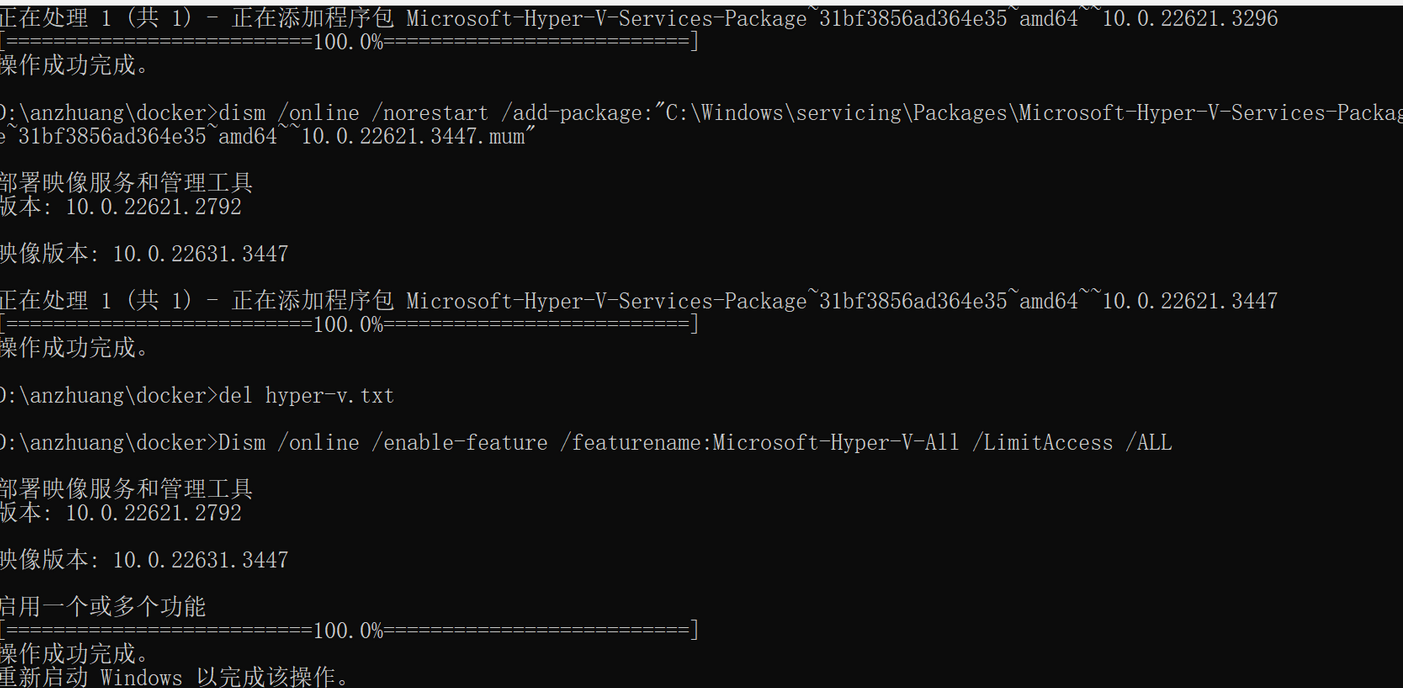 正在处理 1 (共 1) - 正在添加程序包 Microsoft-Hyper-V-Services-Package~31bf3856ad364e35~amd64~~10.0.22621.3296
[==========================100.0%==========================]
操作成功完成。
D:\anzhuang\docker>dism /online /norestart /add-package:"C:\Windows\servicing\Packages\Microsoft-Hyper-V-Services-Packag
e~31bf3856ad364e35~amd64~~10.0.22621.3447.mum"
部署映像服务和管理工具
版本: 10.0.22621.2792
映像版本: 10.0.22631.3447
正在处理 1 (共 1) - 正在添加程序包 Microsoft-Hyper-V-Services-Package~31bf3856ad364e35~amd64~~10.0.22621.3447
[==========================100.0%==========================]
操作成功完成。
D:\anzhuang\docker>del hyper-v.txt
D:\anzhuang\docker>Dism /online /enable-feature /featurename:Microsoft-Hyper-V-All /LimitAccess /ALL
部署映像服务和管理工具
版本: 10.0.22621.2792
映像版本: 10.0.22631.3447
启用一个或多个功能
[==========================100.0%==========================]
操作成功完成。
重新启动 Windows 以完成该操作。